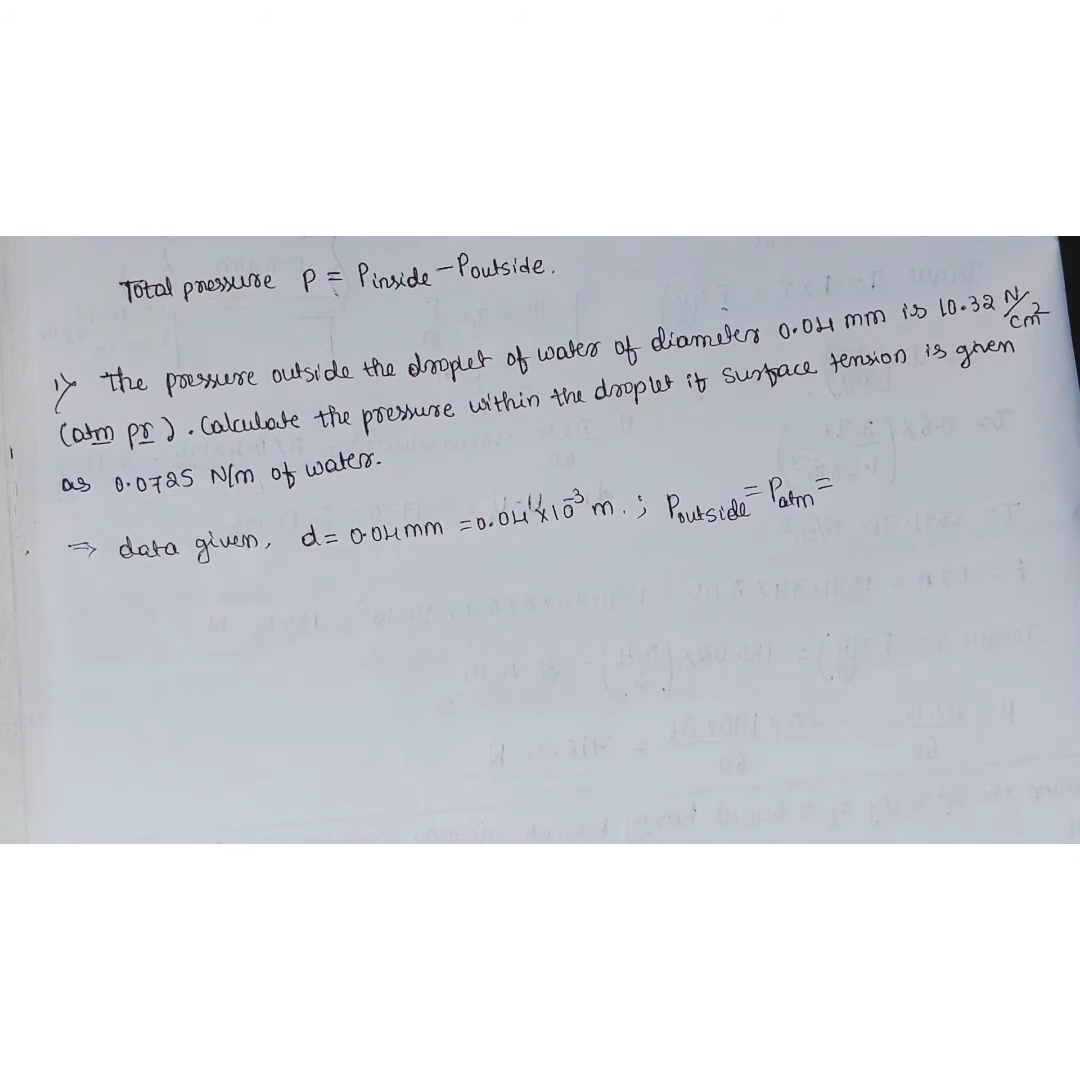 Total pressure P = Pinside - Poutside.
1) The pressure outside the droplet of water of diameter 0.04 mm is 10.32 N/cm²
(atm pr). Calculate the pressure within the droplet if surface tension is given
as 0.0725 N/m of water.
⇒ data given, d = 0.04mm = 0.04 × 10⁻³ m. ; Poutside = Patm =